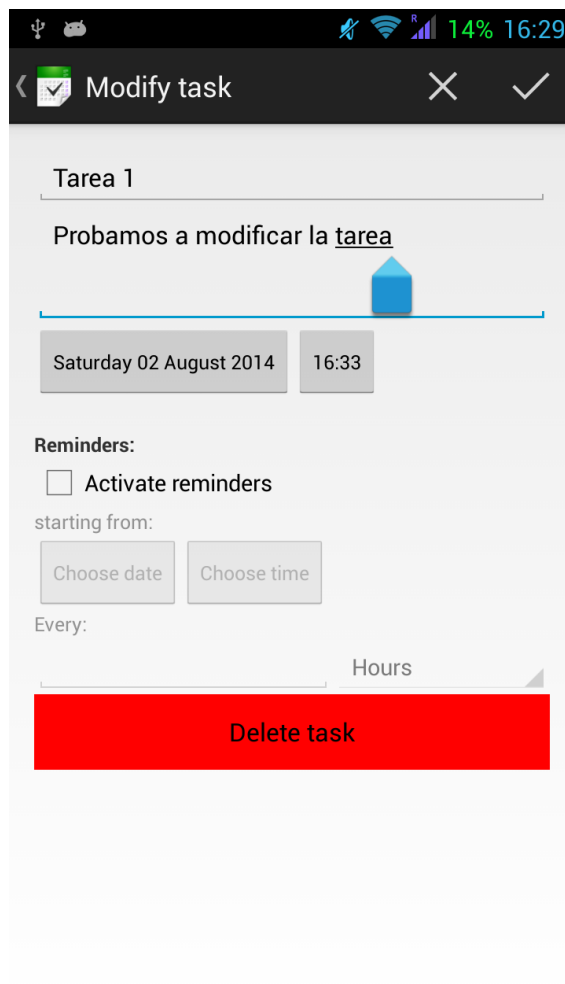 R 14% 16:29
Modify task
Tarea 1
Probamos a modificar la tarea
Saturday 02 August 2014 16:33
Reminders:
Activate reminders
starting from:
Choose date Choose time
Every:
Hours
Delete task